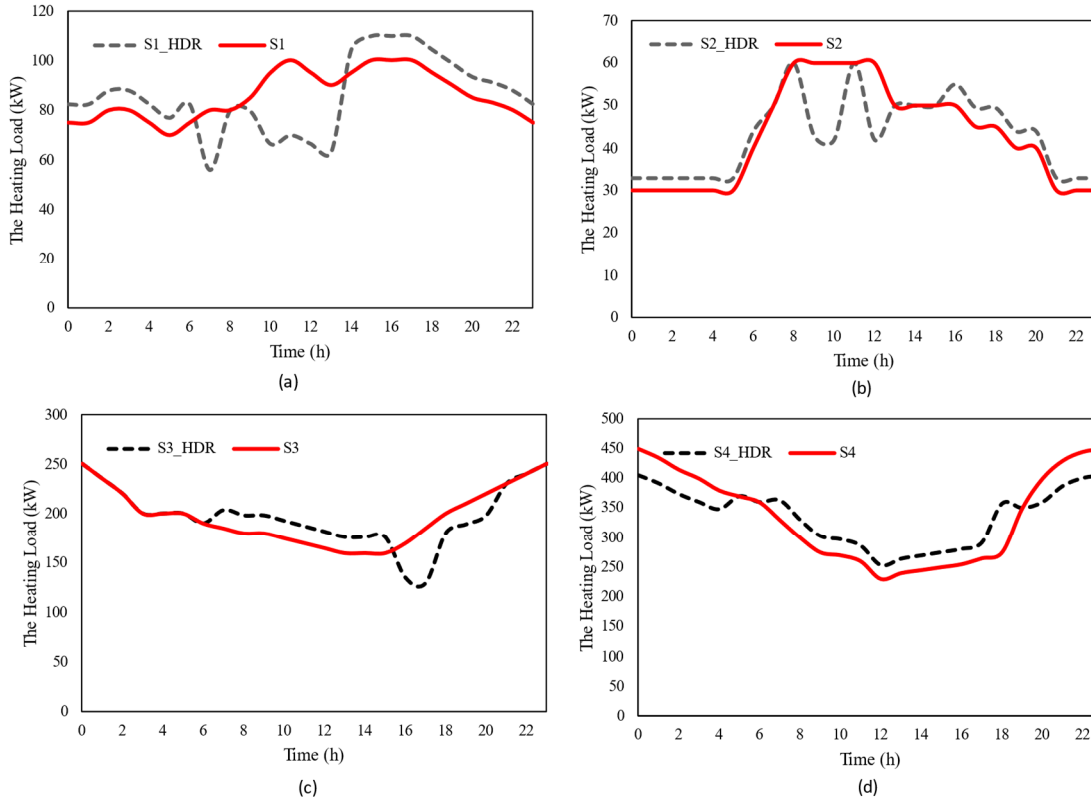 S1_HDR S1
The Heating Load (kW)
120
100
80
60
40
20
0
0 2 4 6 8 10 12 14 16 18 20 22
Time (h)
(a)
S2_HDR S2
The Heating Load (kW)
70
60
50
40
30
20
10
0
0 2 4 6 8 10 12 14 16 18 20 22
Time (h)
(b)
S3_HDR S3
The Heating Load (kW)
300
250
200
150
100
50
0
0 2 4 6 8 10 12 14 16 18 20 22
Time (h)
(c)
S4_HDR S4
The Heating Load (kW)
500
450
400
350
300
250
200
150
100
50
0
0 2 4 6 8 10 12 14 16 18 20 22
Time (h)
(d)